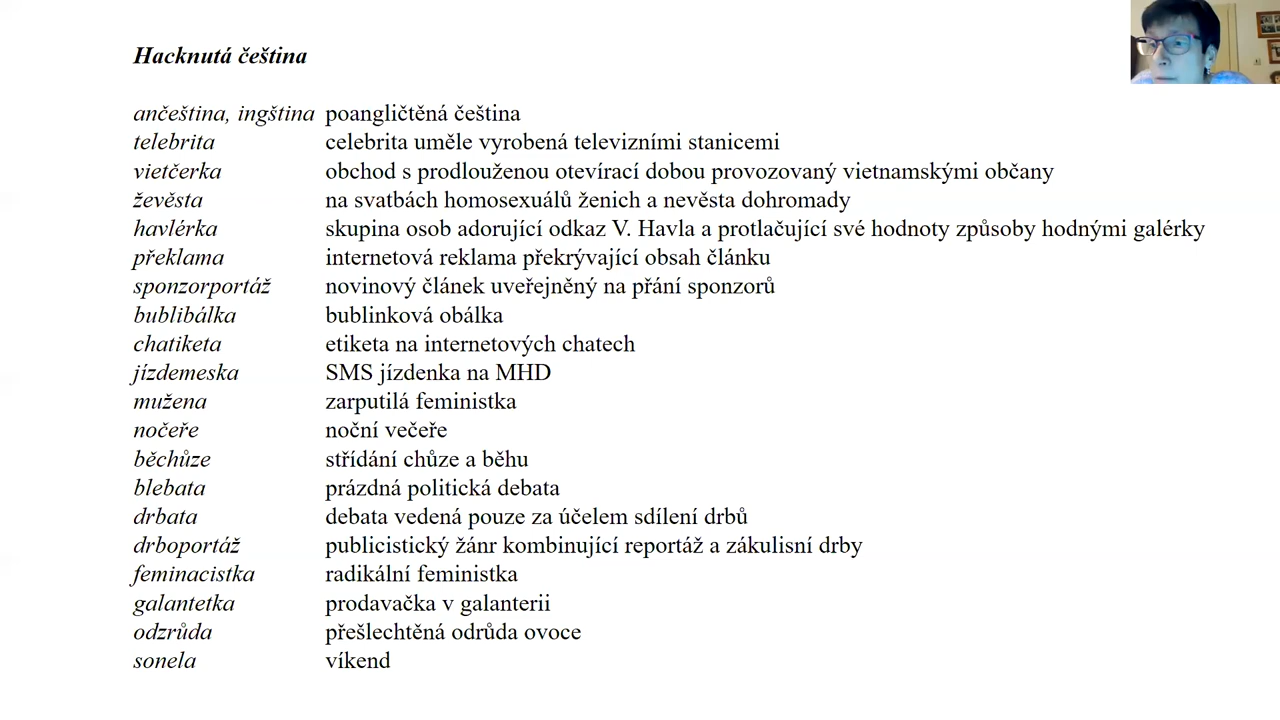 Hacknutá čeština
ančeština, ingština poangličtěná čeština
telebrita celebrita uměle vyrobená televizními stanicemi
vietčerka obchod s prodlouženou otevírací dobou provozovaný vietnamskými občany
ževěsta na svatbách homosexuálů ženich a nevěsta dohromady
havlérka skupina osob adorující odkaz V. Havla a protlačující své hodnoty způsoby hodnými galérky
překlama internetová reklama překrývající obsah článku
sponzorportáž novinový článek uveřejněný na přání sponzorů
bublibálka bublinková obálka
chatiketa etiketa na internetových chatech
jízdemeska SMS jízdenka na MHD
mužena zarputilá feministka
nočeře noční večeře
běchůze střídání chůze a běhu
blebata prázdná politická debata
drbata debata vedená pouze za účelem sdílení drbů
drboportáž publicistický žánr kombinující reportáž a zákulisní drby
feminacistka radikální feministka
galantetka prodavačka v galanterii
odzrůda přešlechtěná odrůda ovoce
sonela víkend